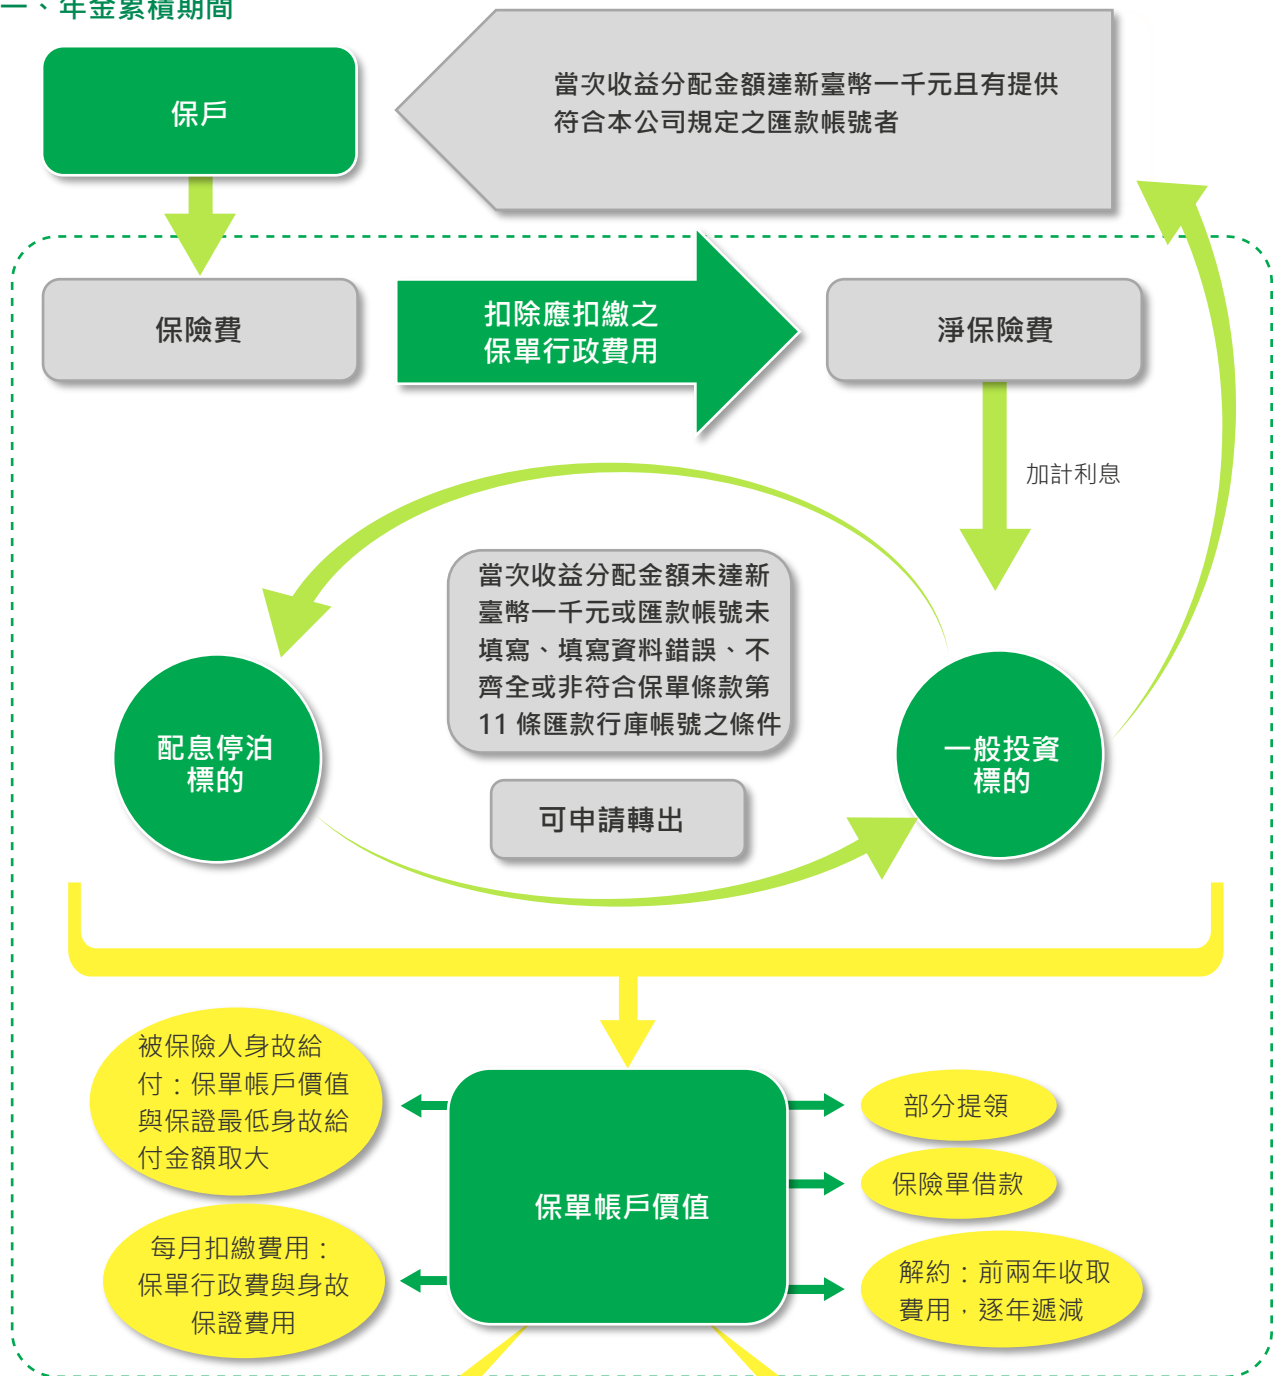 一、年金累積期間
保戶
當次收益分配金額達新臺幣一千元且有提供
符合本公司規定之匯款帳號者
保險費
扣除應扣繳之
保單行政費用
淨保險費
加計利息
當次收益分配金額未達新
臺幣一千元或匯款帳號未
填寫、填寫資料錯誤、不
齊全或非符合保單條款第
11 條匯款行庫帳號之條件
配息停泊
標的
一般投資
標的
可申請轉出
被保險人身故給
付：保單帳戶價值
與保證最低身故給
付金額取大
每月扣繳費用：
保單行政費與身故
保證費用
保單帳戶價值
部分提領
保險單借款
解約：前兩年收取
費用，逐年遞減